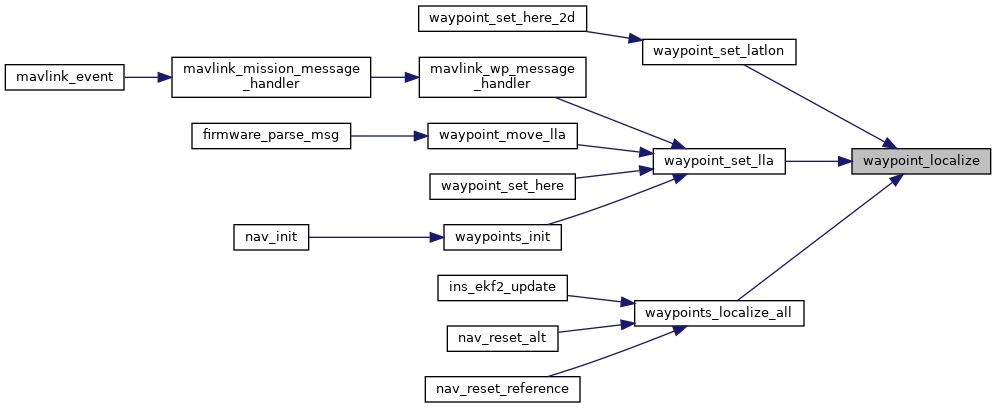 waypoint_set_here_2d
waypoint_set_latlon
mavlink_event
mavlink_mission_message
_handler
mavlink_wp_message
_handler
firmware_parse_msg
waypoint_move_lla
waypoint_set_lla
waypoint_localize
waypoint_set_here
nav_init
waypoints_init
ins_ekf2_update
waypoints_localize_all
nav_reset_alt
nav_reset_reference